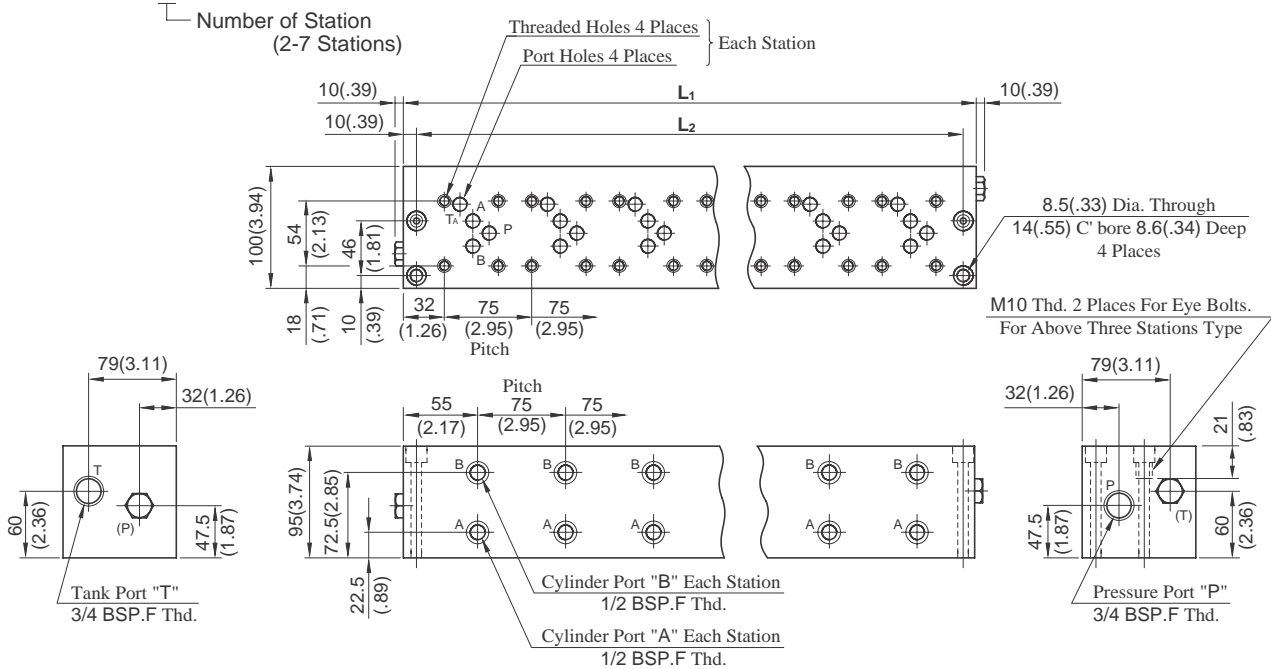 Number of Station
(2-7 Stations)
Threaded Holes 4 Places
Port Holes 4 Places
Each Station
10(.39)
L1
10(.39)
10(.39)
L2
100(3.94)
54
(2.13)
46
(1.81)
18
(.71)
10
(.39)
TA
A
P
B
32
(1.26)
75
(2.95)
Pitch
75
(2.95)
8.5(.33) Dia. Through
14(.55) C' bore 8.6(.34) Deep
4 Places
M10 Thd. 2 Places For Eye Bolts.
For Above Three Stations Type
79(3.11)
32(1.26)
T
(P)
60
(2.36)
47.5
(1.87)
Tank Port "T"
3/4 BSP.F Thd.
Pitch
55
(2.17)
75
(2.95)
75
(2.95)
95(3.74)
72.5(2.85)
22.5
(.89)
B
B
B
B
B
A
A
A
A
A
Cylinder Port "B" Each Station
1/2 BSP.F Thd.
Cylinder Port "A" Each Station
1/2 BSP.F Thd.
79(3.11)
32(1.26)
21
(.83)
P
(T)
47.5
(1.87)
60
(2.36)
Pressure Port "P"
3/4 BSP.F Thd.